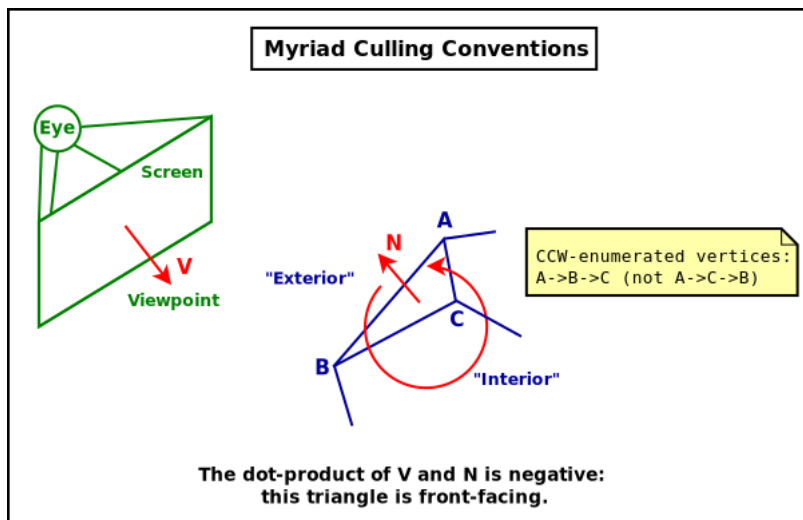 Myriad Culling Conventions
Eye
Screen
V
Viewpoint
A
N
"Exterior"
C
B
"Interior"
CCW-enumerated vertices:
A->B->C (not A->C->B)
The dot-product of V and N is negative:
this triangle is front-facing.